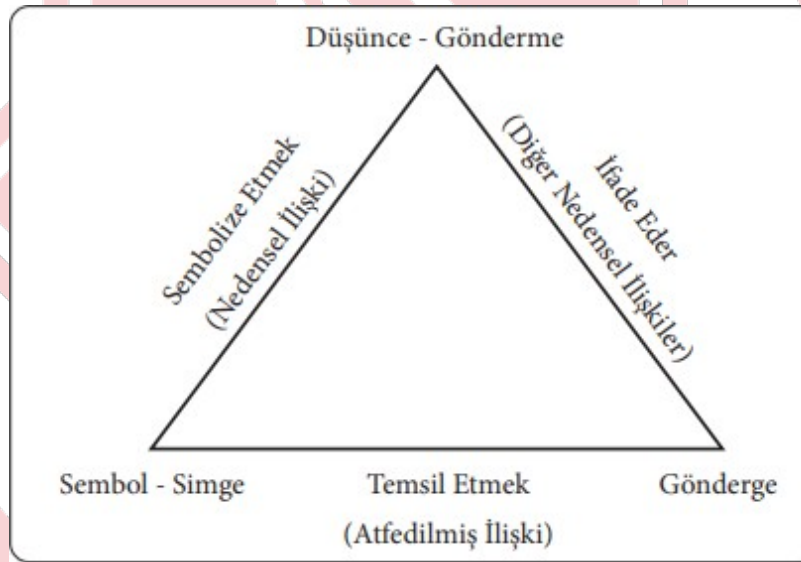 Düşünce - Gönderme
Sembolize Etmek
(Nedensel İlişki)
İfade Eder
(Diğer Nedensel İlişkiler)
Sembol - Simge
Temsil Etmek
Gönderge
(Atfedilmiş İlişki)